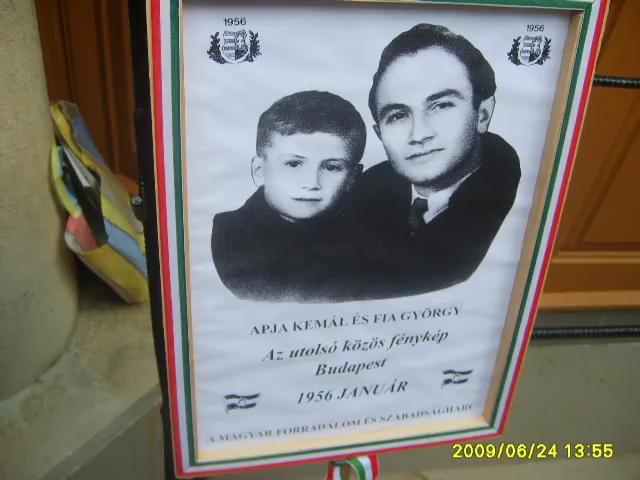 1956 1956
APJA KEMÁL ÉS FIA GYÖRGY
Az utolsó közös fénykép
Budapest
1956 JANUÁR
A MAGYAR FORRADALOM ÉS SZABADSÁGHARC
2009/06/24 13:55